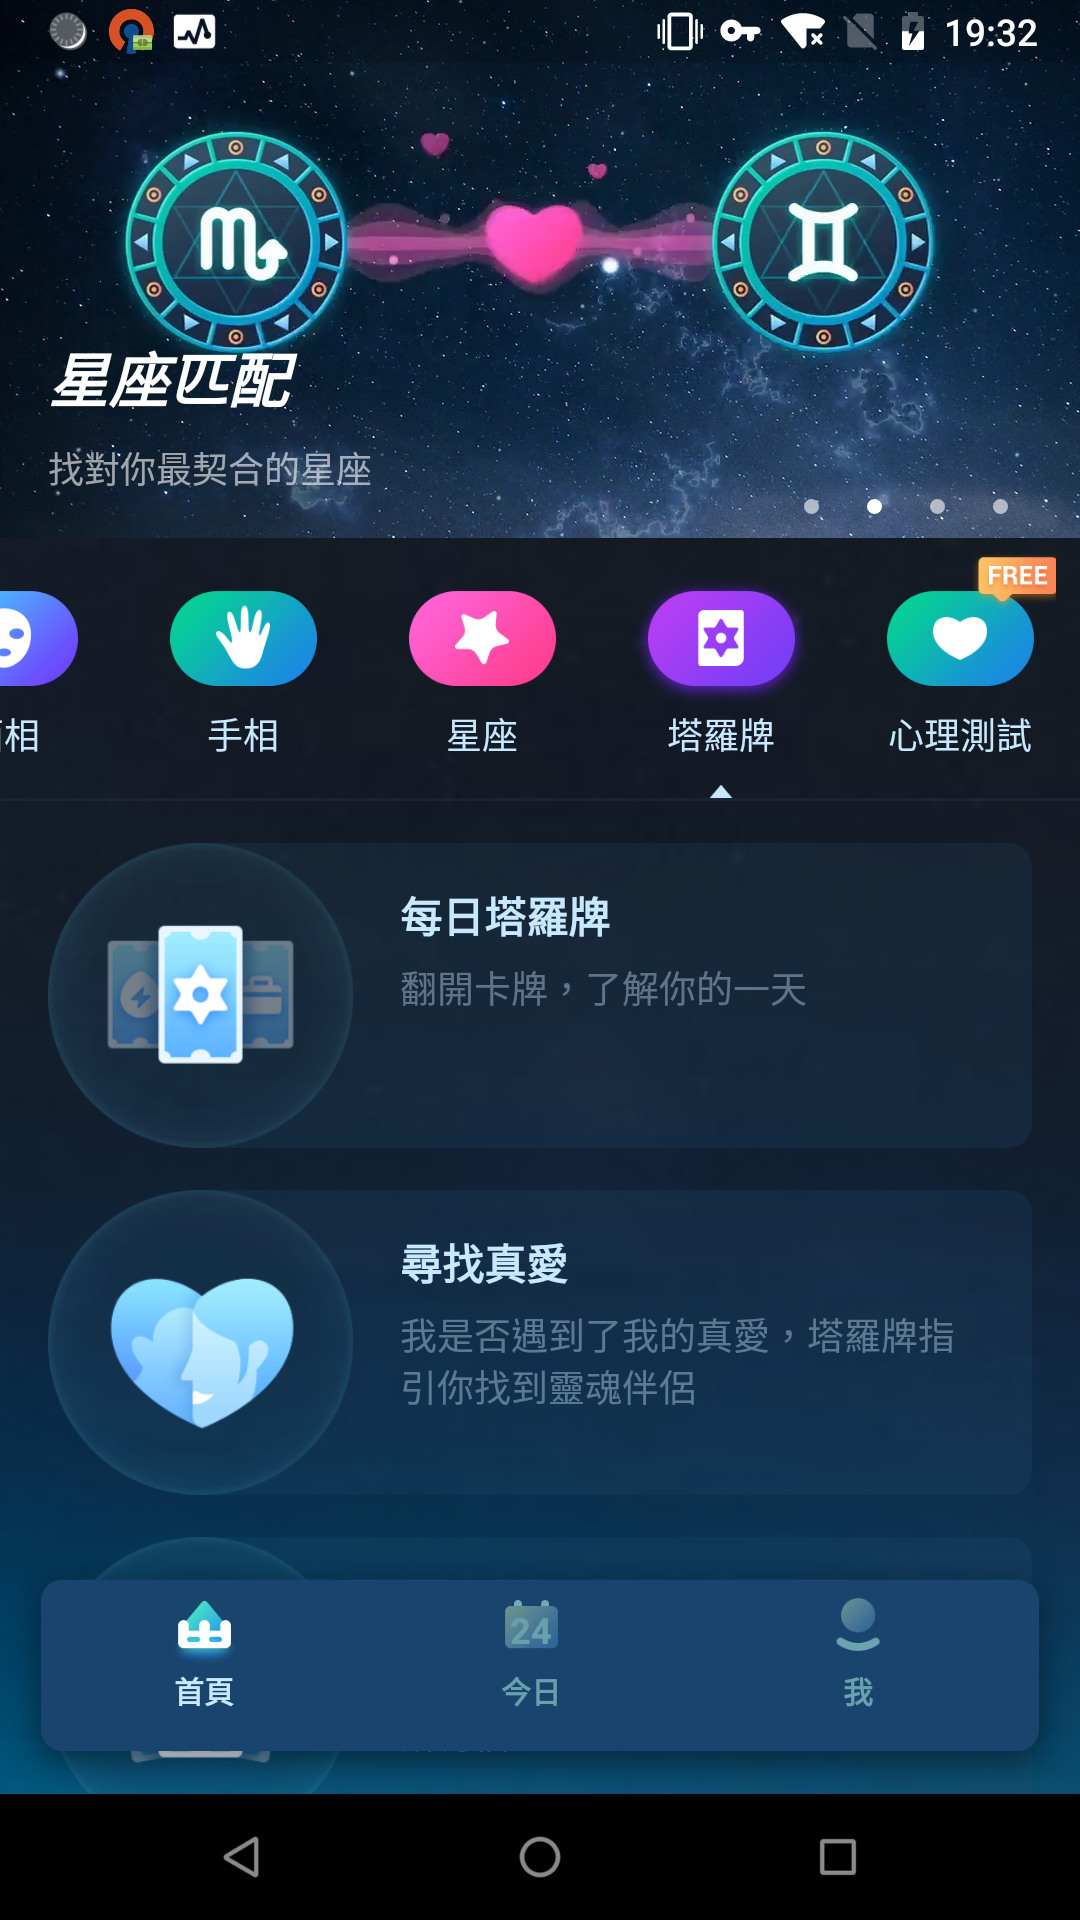 19:32
星座匹配
找對你最契合的星座
FREE
相
手相
星座
塔羅牌
心理測試
每日塔羅牌
翻開卡牌，了解你的一天
尋找真愛
我是否遇到了我的真愛，塔羅牌指
引你找到靈魂伴侶
24
首頁
今日
我